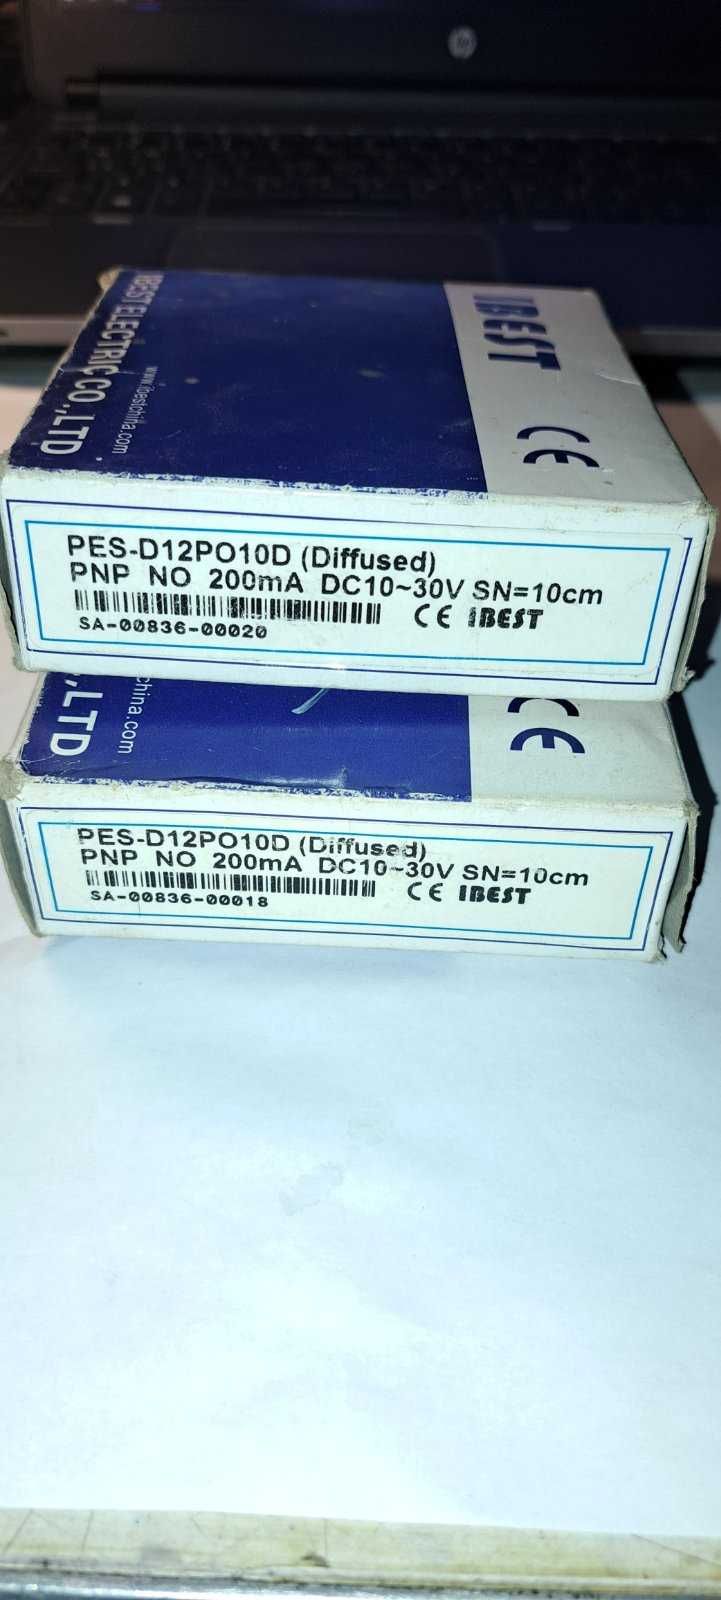 hp
IBEST ELECTRIC CO.,LTD
www.ibestchina.com
IBEST
CE
PES-D12PO10D (Diffused)
PNP NO 200mA DC10~30V SN=10cm
CE IBEST
SA-00836-00020
,LTD
china.com
CE
PES-D12PO10D (Diffused)
PNP NO 200mA DC10~30V SN=10cm
CE IBEST
SA-00836-00018